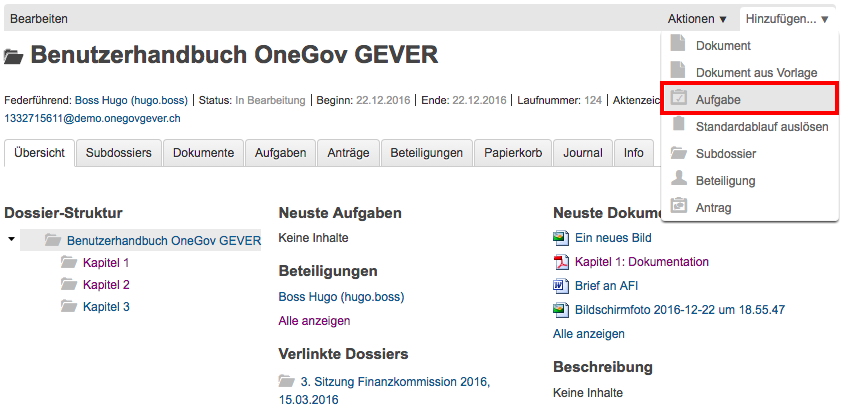 Bearbeiten
Aktionen ▼
Hinzufügen... ▼
Dokument
Dokument aus Vorlage
Aufgabe
Standardablauf auslösen
Subdossier
Beteiligung
Antrag
Benutzerhandbuch OneGov GEVER
Federführend: Boss Hugo (hugo.boss) | Status: In Bearbeitung | Beginn: 22.12.2016 | Ende: 22.12.2016 | Laufnummer: 124 | Aktenzeic
1332715611@demo.onegovgever.ch
Übersicht
Subdossiers
Dokumente
Aufgaben
Anträge
Beteiligungen
Papierkorb
Journal
Info
Dossier-Struktur
Benutzerhandbuch OneGov GEVER
Kapitel 1
Kapitel 2
Kapitel 3
Neuste Aufgaben
Keine Inhalte
Beteiligungen
Boss Hugo (hugo.boss)
Alle anzeigen
Verlinkte Dossiers
3. Sitzung Finanzkommission 2016,
15.03.2016
Neuste Dokum
Ein neues Bild
Kapitel 1: Dokumentation
Brief an AFI
Bildschirmfoto 2016-12-22 um 18.55.47
Alle anzeigen
Beschreibung
Keine Inhalte